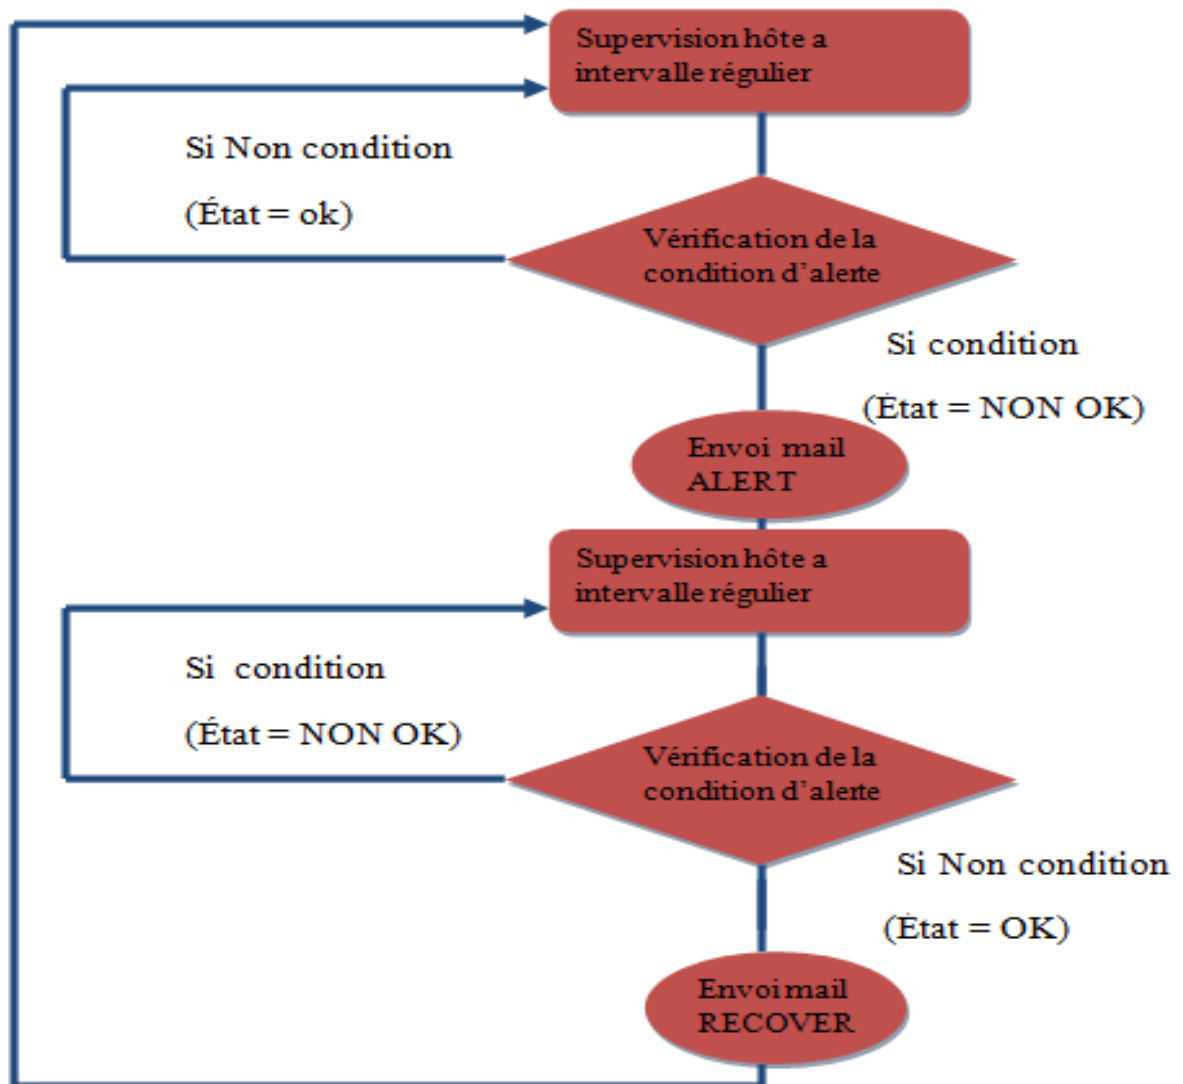 Supervision hôte a
intervalle régulier
Si Non condition
(État = ok)
Vérification de la
condition d’alerte
Si condition
(État = NON OK)
Envoi mail
ALERT
Supervision hôte a
intervalle régulier
Si condition
(État = NON OK)
Vérification de la
condition d’alerte
Si Non condition
(État = OK)
Envoi mail
RECOVER